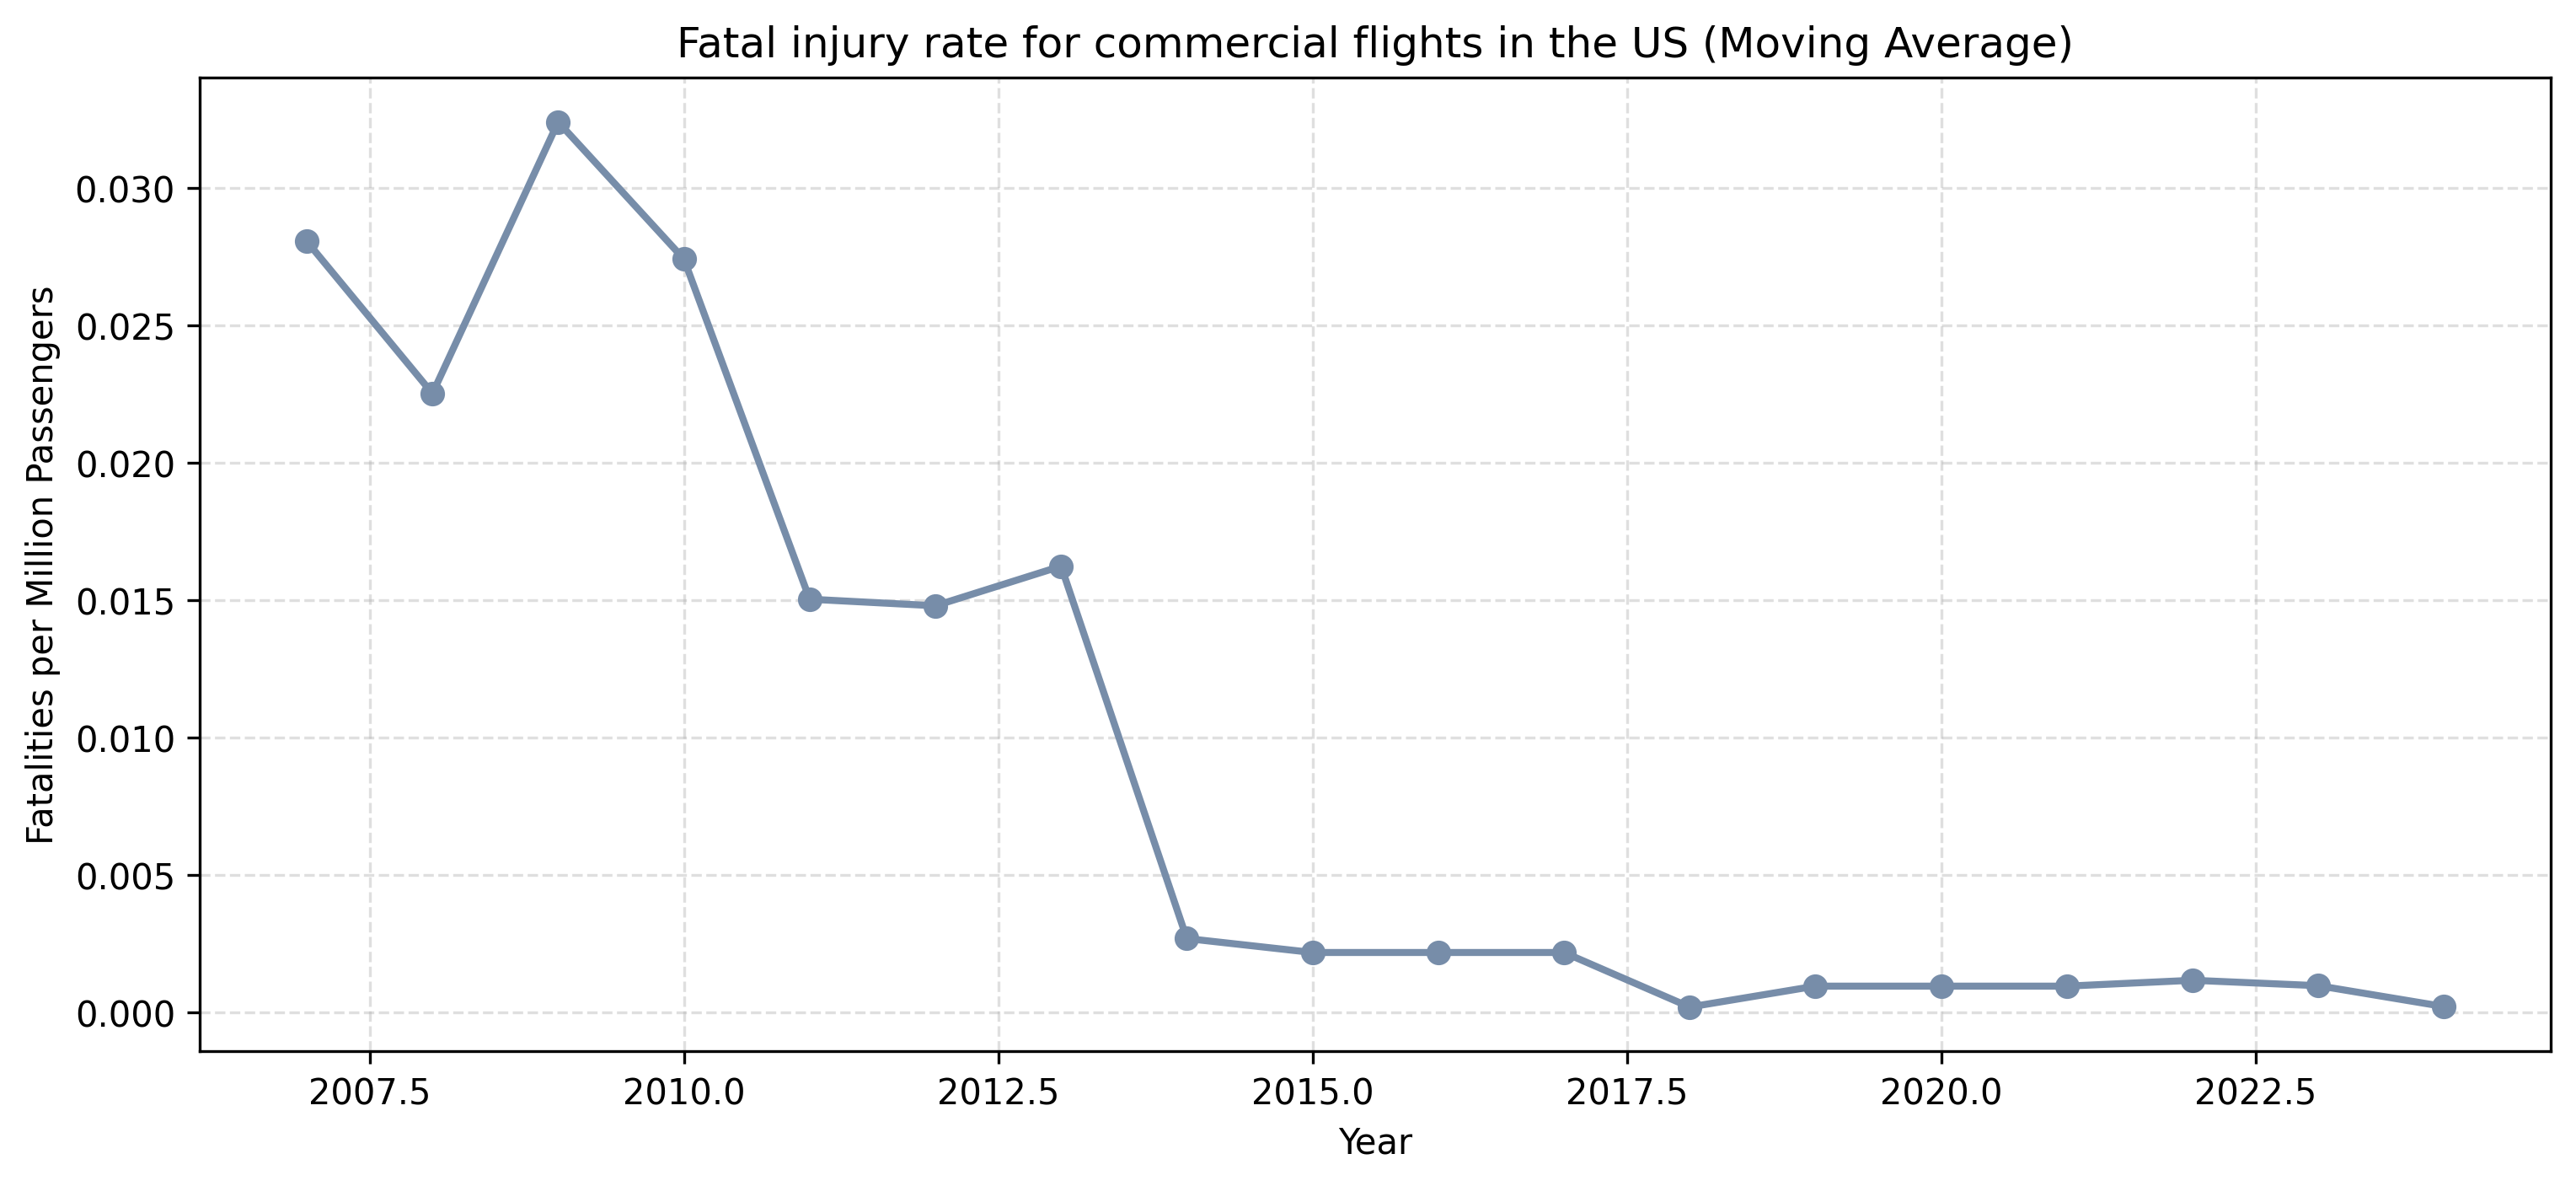 Fatal injury rate for commercial flights in the US (Moving Average)
Fatalities per Million Passengers
0.030
0.025
0.020
0.015
0.010
0.005
0.000
2007.5 2010.0 2012.5 2015.0 2017.5 2020.0 2022.5
Year